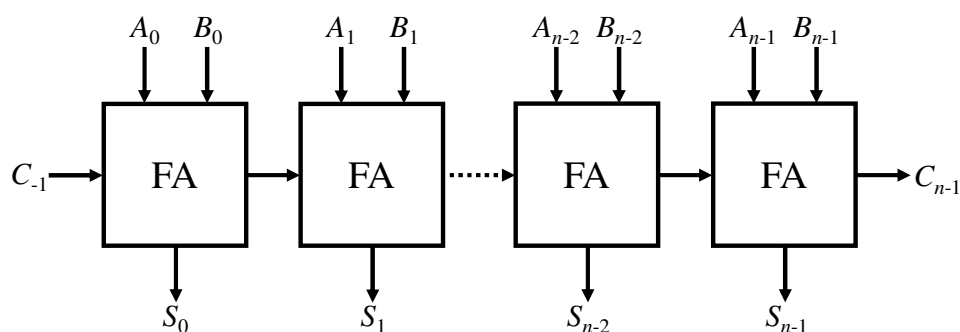 A₀ B₀ A₁ B₁ Aₙ₋₂ Bₙ₋₂ Aₙ₋₁ Bₙ₋₁
C₋₁ FA FA FA FA Cₙ₋₁
S₀ S₁ Sₙ₋₂ Sₙ₋₁